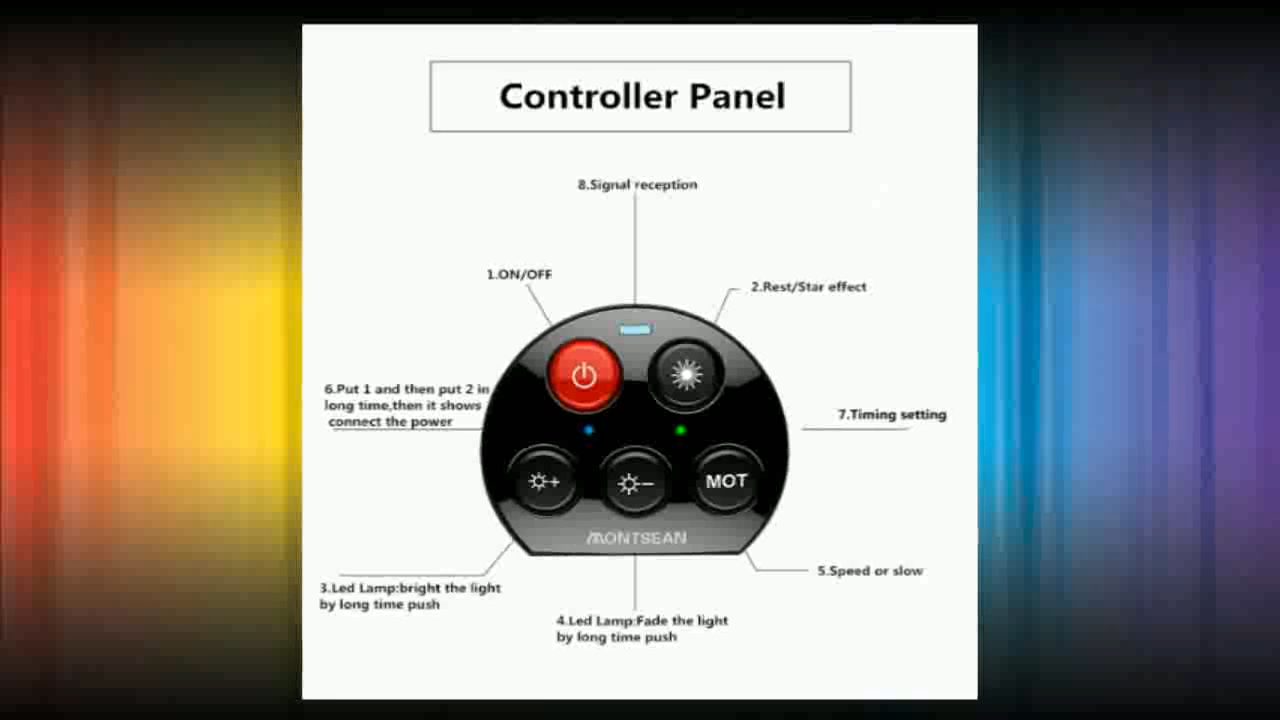 Controller Panel
8.Signal reception
1.ON/OFF
2.Rest/Star effect
6.Put 1 and then put 2 in
long time,then it shows
connect the power
7.Timing setting
+
−
MOT
MONTSEAN
3.Led Lamp:bright the light
by long time push
5.Speed or slow
4.Led Lamp:Fade the light
by long time push